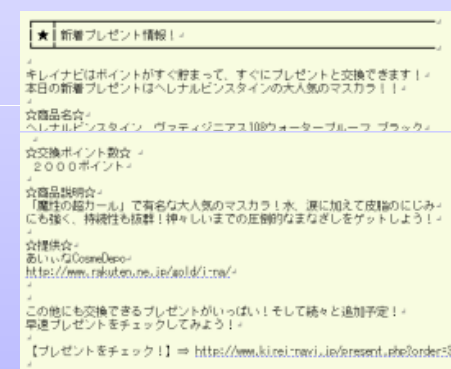 ★ 新着プレゼント情報!
キレイナビはポイントがすぐ貯まって、すぐにプレゼントと交換できます!
本日の新着プレゼントはヘレナルビンスタインの大人気のマスカラ!!
☆商品名☆
ヘレナルビンスタイン ヴァティジニアス108ウォータープルーフ ブラック
☆交換ポイント数☆
2000ポイント
☆商品説明☆
「魔性の超カール」で有名な大人気のマスカラ!水、涙に加えて皮脂のにじみ
にも強く、持続性も抜群!神々しいまでの圧倒的なまなざしをゲットしよう!
☆提供☆
あいぃなCosmeDepo
http://www.rakuten.ne.jp/gold/i-na/
この他にも交換できるプレゼントがいっぱい!そして続々と追加予定!
早速プレゼントをチェックしてみよう!
【プレゼントをチェック!】⇒ http://www.kirei-navi.jp/present.php?order=